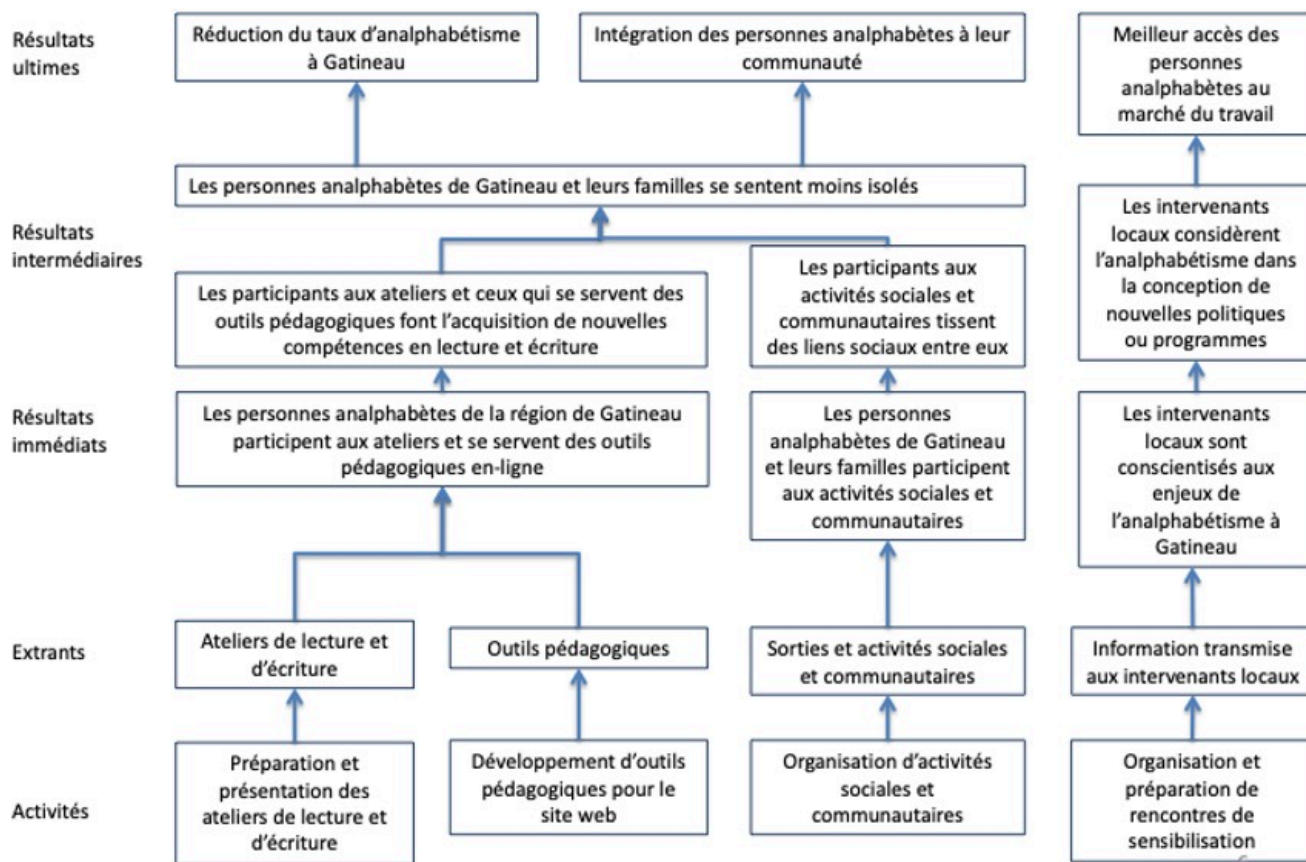 Résultats
ultimes
Réduction du taux d'analphabétisme
à Gatineau
Intégration des personnes analphabètes à leur
communauté
Meilleur accès des
personnes
analphabètes au
marché du travail
Les personnes analphabètes de Gatineau et leurs familles se sentent moins isolés
Résultats
intermédiaires
Les participants aux ateliers et ceux qui se servent des
outils pédagogiques font l'acquisition de nouvelles
compétences en lecture et écriture
Les participants aux
activités sociales et
communautaires tissent
des liens sociaux entre eux
Les intervenants
locaux considèrent
l'analphabétisme dans
la conception de
nouvelles politiques
ou programmes
Résultats
immédiats
Les personnes analphabètes de la région de Gatineau
participent aux ateliers et se servent des outils
pédagogiques en-ligne
Les personnes
analphabètes de Gatineau
et leurs familles participent
aux activités sociales et
communautaires
Les intervenants
locaux sont
conscientisés aux
enjeux de
l'analphabétisme à
Gatineau
Extrants
Ateliers de lecture et
d'écriture
Outils pédagogiques
Sorties et activités sociales
et communautaires
Information transmise
aux intervenants locaux
Activités
Préparation et
présentation des
ateliers de lecture et
d'écriture
Développement d'outils
pédagogiques pour le
site web
Organisation d'activités
sociales et
communautaires
Organisation et
préparation de
rencontres de
sensibilisation